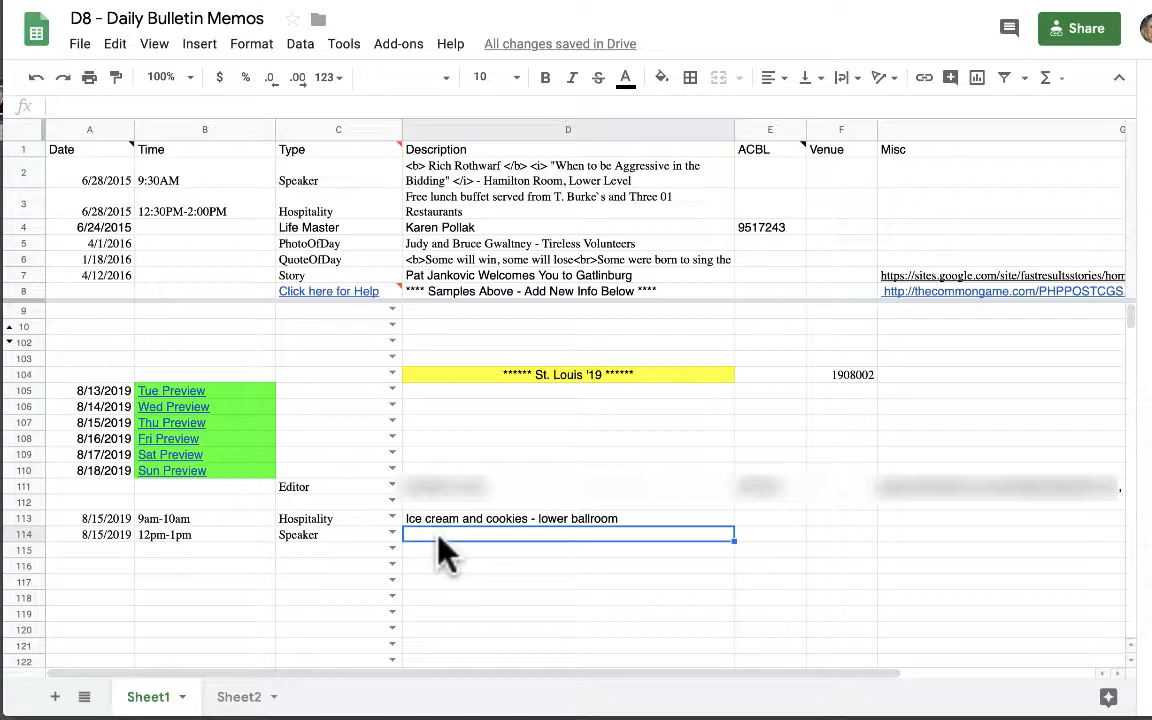 D8 - Daily Bulletin Memos
File Edit View Insert Format Data Tools Add-ons Help All changes saved in Drive
Share
100% $ % .0 .00 123 10 B I S A
fx
A B C D E F G
1 Date Time Type Description ACBL Venue Misc
2 6/28/2015 9:30AM Speaker <b> Rich Rothwarf </b> <i> "When to be Aggressive in the
Bidding" </i> - Hamilton Room, Lower Level
3 6/28/2015 12:30PM-2:00PM Hospitality Free lunch buffet served from T. Burke`s and Three 01
Restaurants
4 6/24/2015 Life Master Karen Pollak 9517243
5 4/1/2016 PhotoOfDay Judy and Bruce Gwaltney - Tireless Volunteers
6 1/18/2016 QuoteOfDay <b>Some will win, some will lose<br>Some were born to sing the
7 4/12/2016 Story Pat Jankovic Welcomes You to Gatlinburg https://sites.google.com/site/fastresultsstories/hom
8 Click here for Help **** Samples Above - Add New Info Below **** http://thecommongame.com/PHPPOSTCGS
9
10
102
103
104 ****** St. Louis '19 ****** 1908002
105 8/13/2019 Tue Preview
106 8/14/2019 Wed Preview
107 8/15/2019 Thu Preview
108 8/16/2019 Fri Preview
109 8/17/2019 Sat Preview
110 8/18/2019 Sun Preview
111 Editor
112
113 8/15/2019 9am-10am Hospitality Ice cream and cookies - lower ballroom
114 8/15/2019 12pm-1pm Speaker
115
116
117
118
119
120
121
122
Sheet1 Sheet2